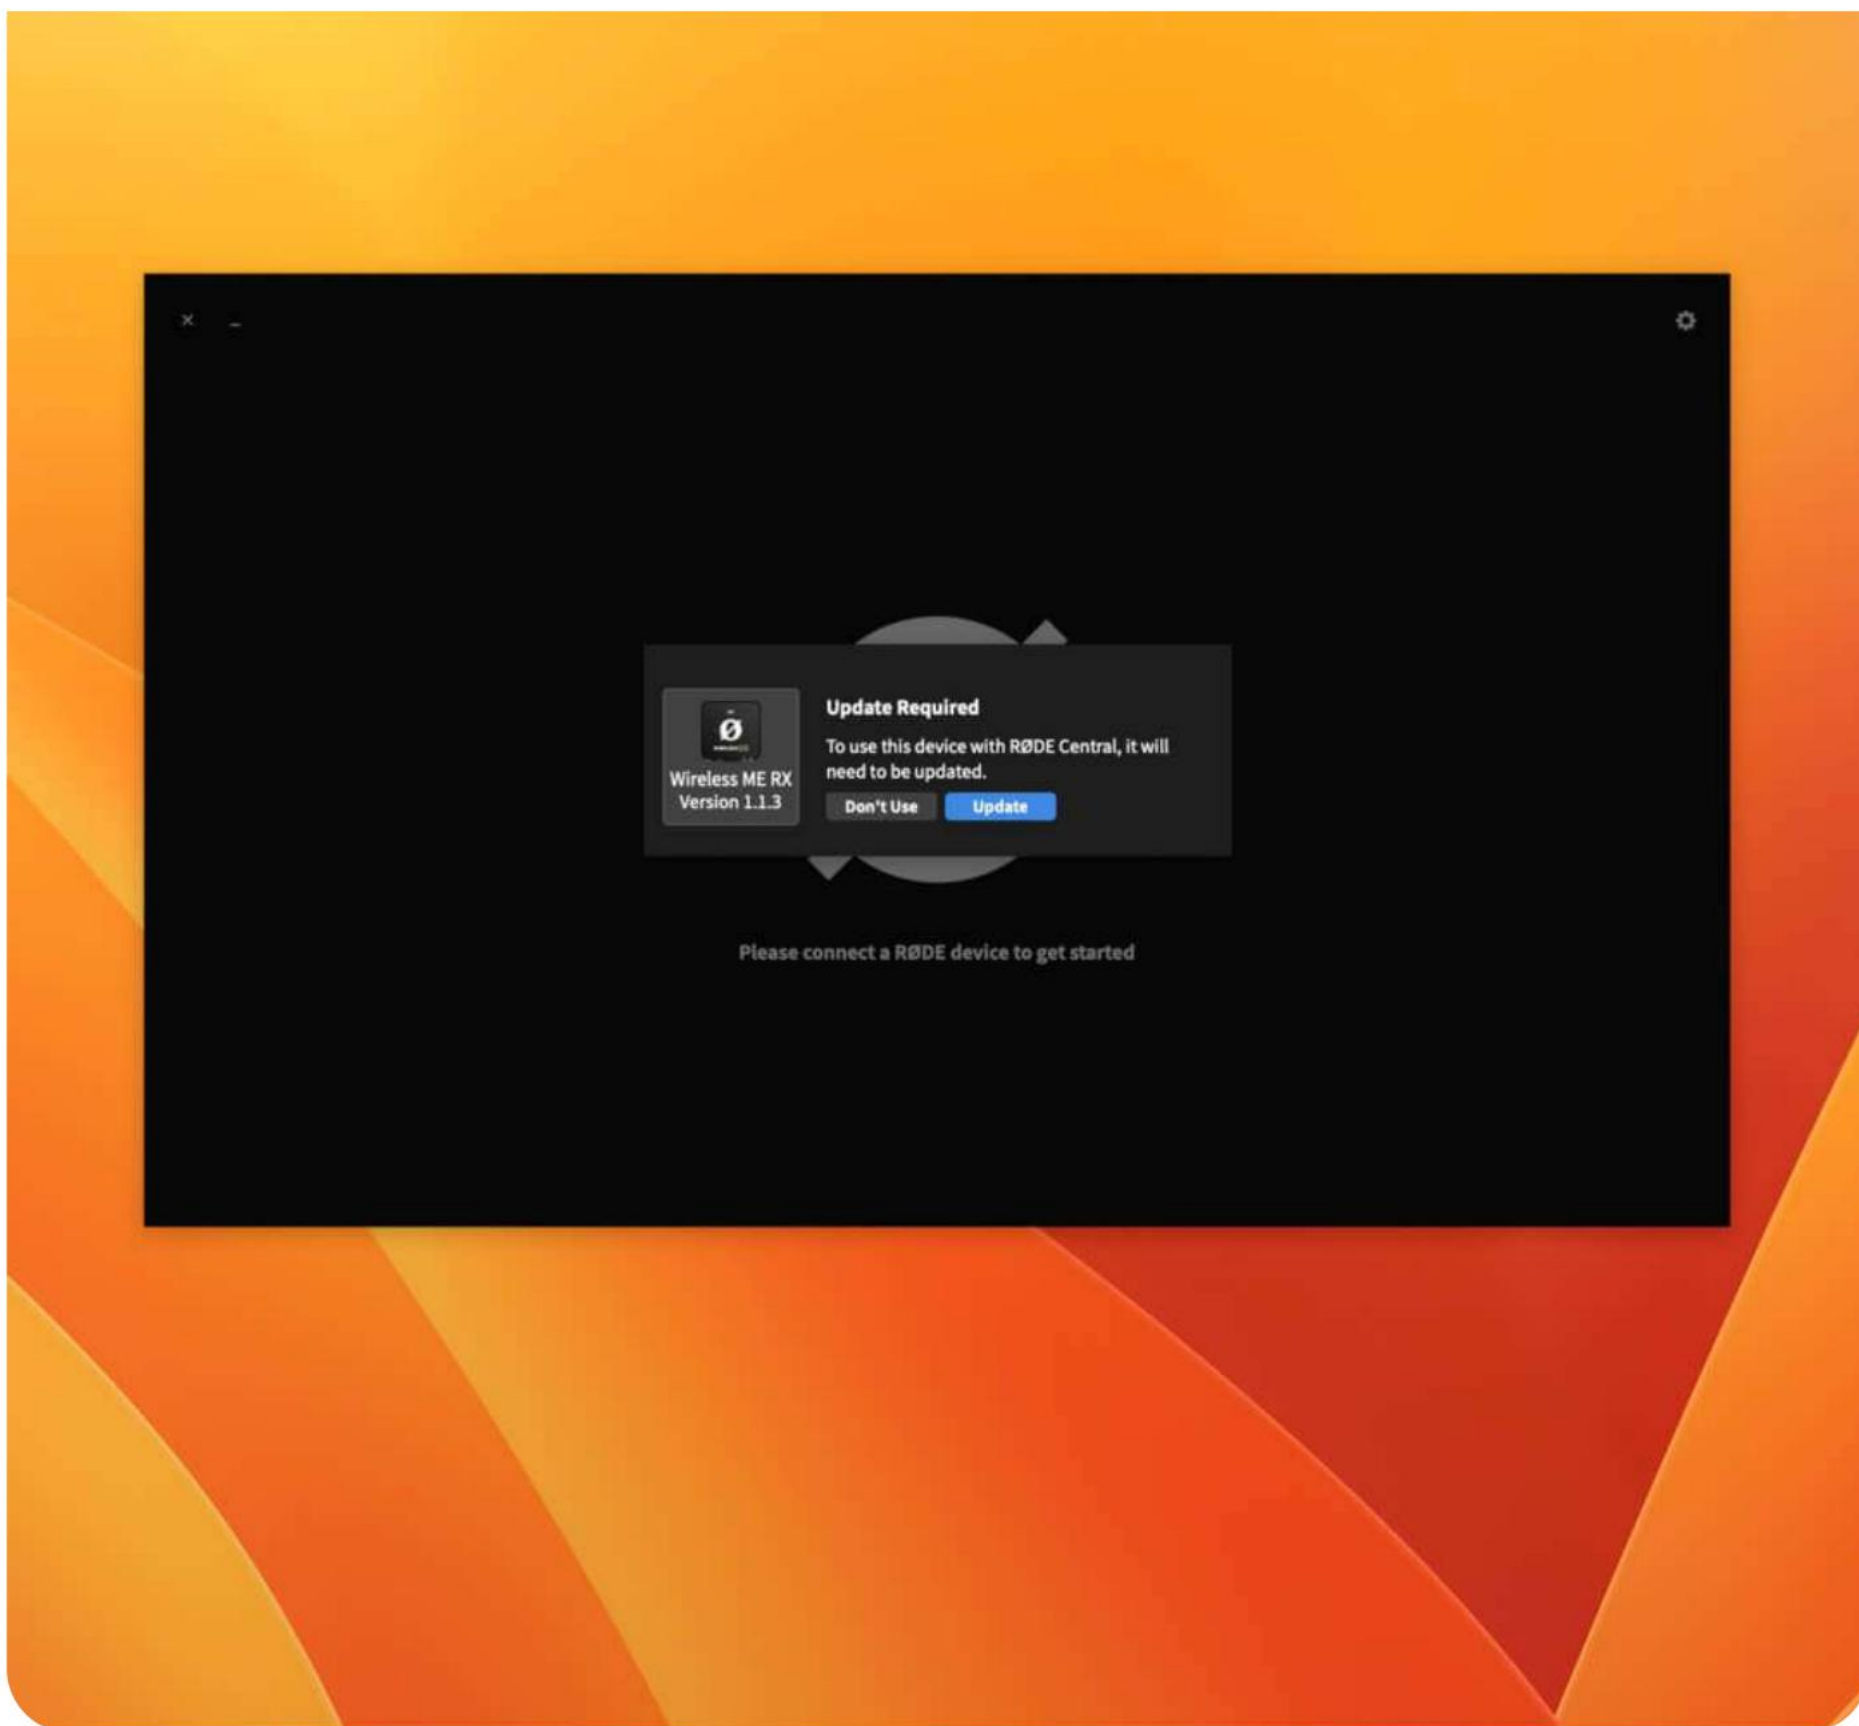 Update Required
To use this device with RØDE Central, it will
need to be updated.
Wireless ME RX
Version 1.1.3
Don't Use
Update
Please connect a RØDE device to get started